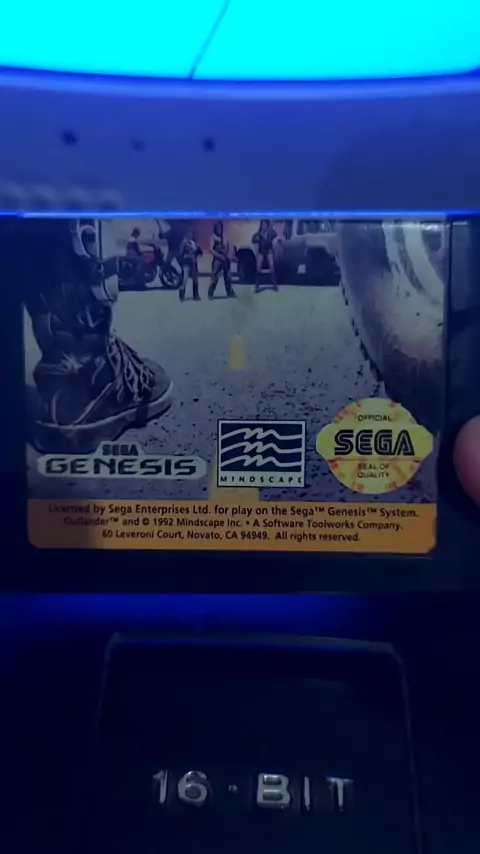 SEGA
GENESIS
MINDSCAPE
OFFICIAL
SEGA
SEAL OF
QUALITY
Licensed by Sega Enterprises Ltd. for play on the Sega™ Genesis™ System.
Outlander™ and © 1992 Mindscape Inc. • A Software Toolworks Company.
60 Leveroni Court, Novato, CA 94949. All rights reserved.
16·BIT